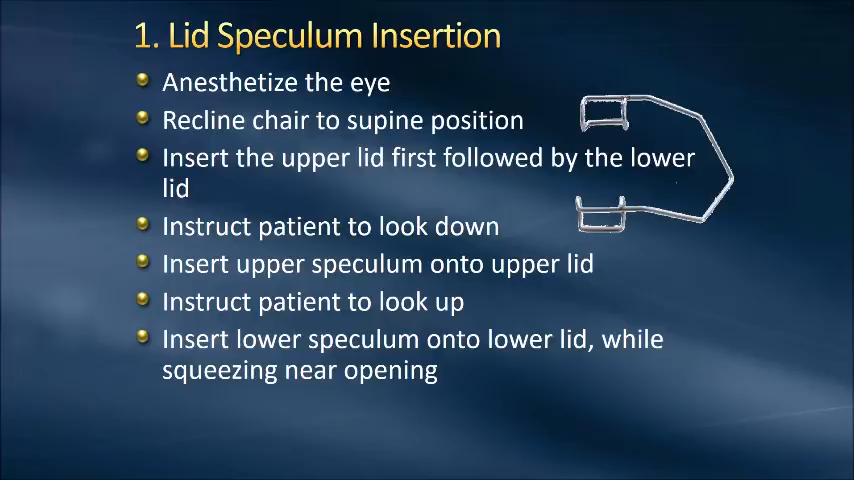 1. Lid Speculum Insertion
Anesthetize the eye
Recline chair to supine position
Insert the upper lid first followed by the lower
lid
Instruct patient to look down
Insert upper speculum onto upper lid
Instruct patient to look up
Insert lower speculum onto lower lid, while
squeezing near opening